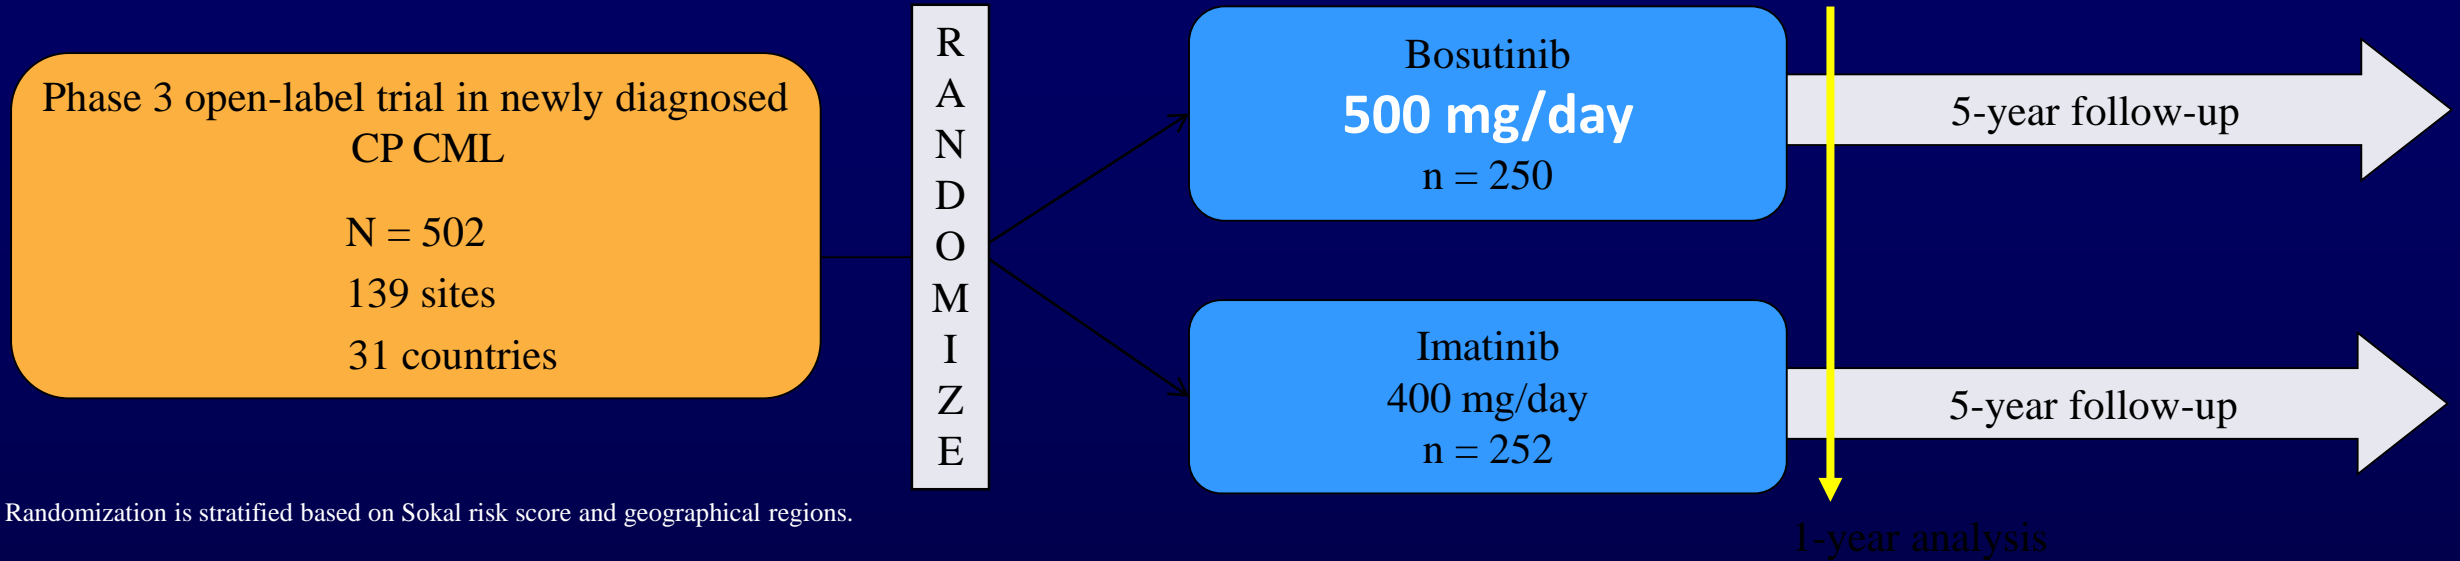 Phase 3 open-label trial in newly diagnosed
CP CML
N = 502
139 sites
31 countries
R
A
N
D
O
M
I
Z
E
Bosutinib
500 mg/day
n = 250
5-year follow-up
Imatinib
400 mg/day
n = 252
5-year follow-up
Randomization is stratified based on Sokal risk score and geographical regions.
1-year analysis